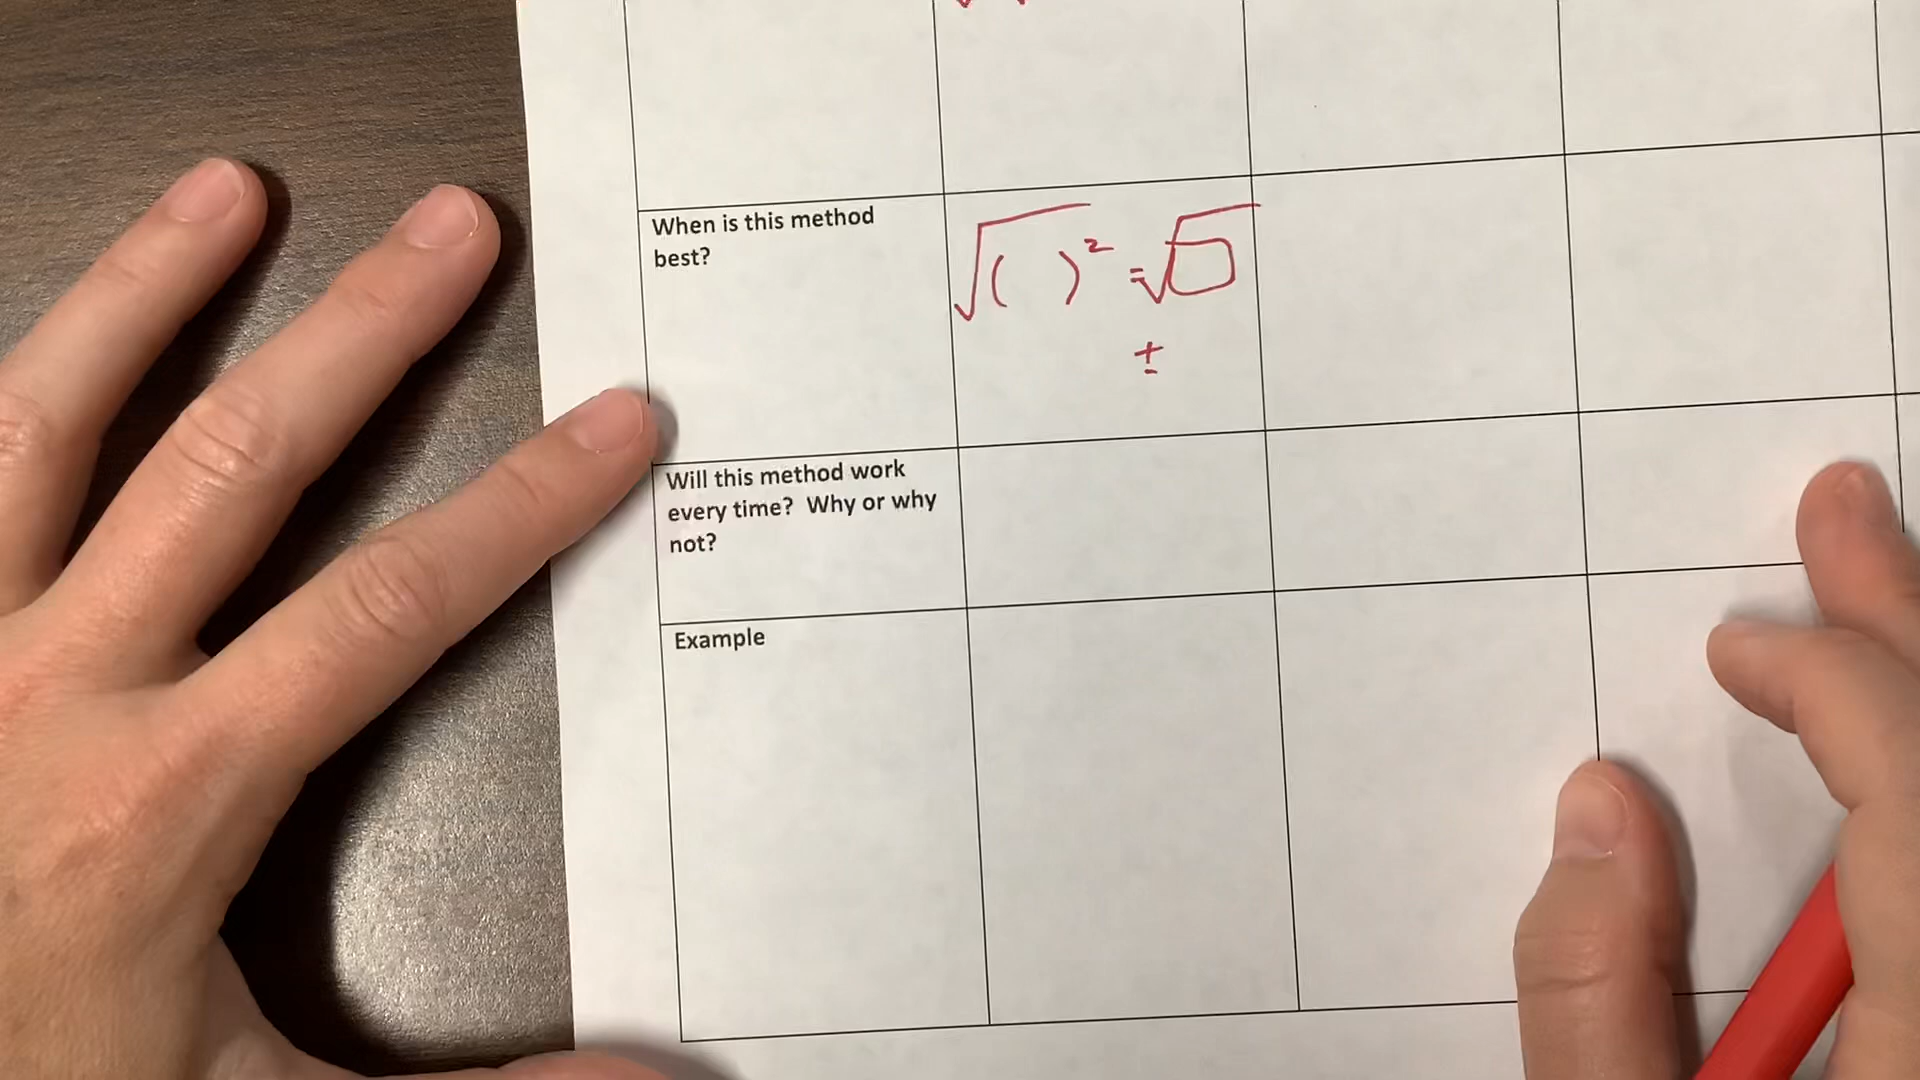 When is this method
best?
√( )² = √□
±
Will this method work
every time? Why or why
not?
Example